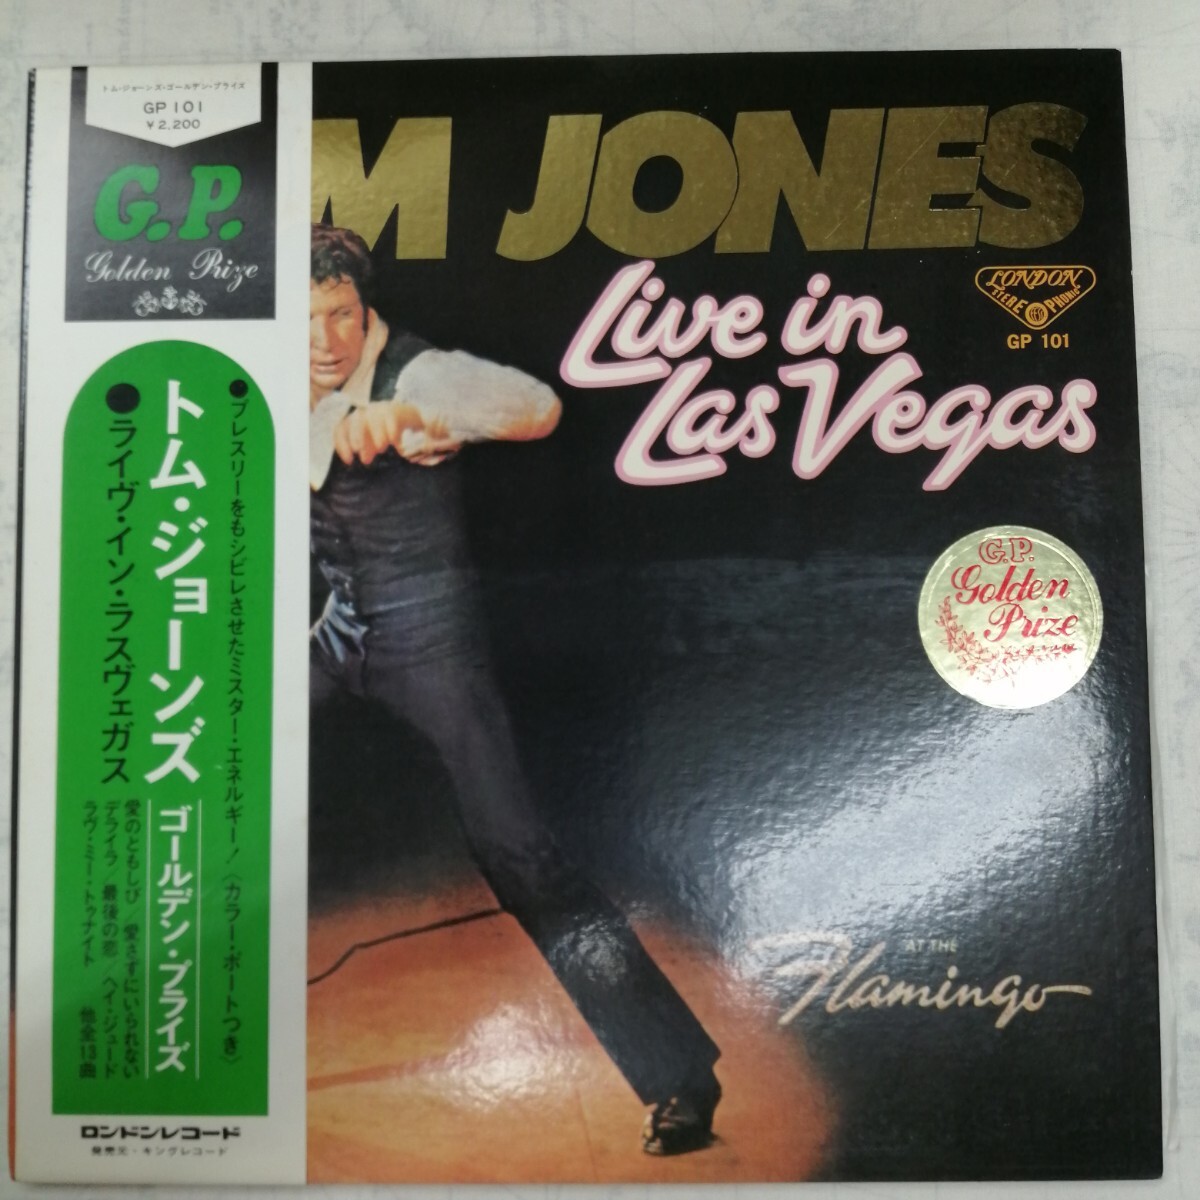 トム・ジョーンズ・ゴールデン・プライズ
GP 101
¥2,200
G.P.
Golden Prize
●プレスリーをもシビレさせたミスター・エネルギー!〈カラー・ポートつき〉
トム・ジョーンズ
ゴールデン・プライズ
●ライヴ・イン・ラスヴェガス
愛のともしび/愛さずにいられない
デライラ/最後の恋/ヘイ・ジュード
ラヴ・ミー・トゥナイト 他全13曲
ロンドンレコード
発売元・キングレコード
M JONES
Live in
Las Vegas
LONDON
STEREOPHONIC
GP 101
G.P.
Golden
Prize
AT THE
Flamingo